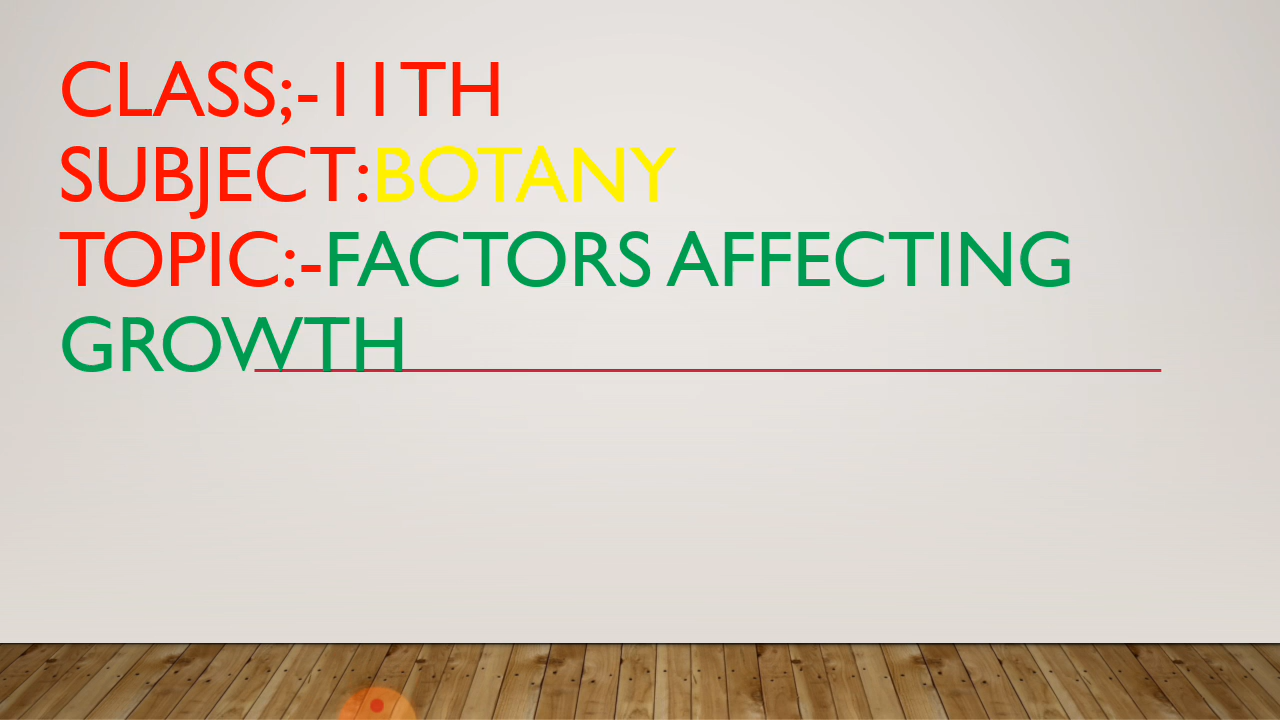 CLASS;-11TH
SUBJECT:BOTANY
TOPIC:-FACTORS AFFECTING
GROWTH